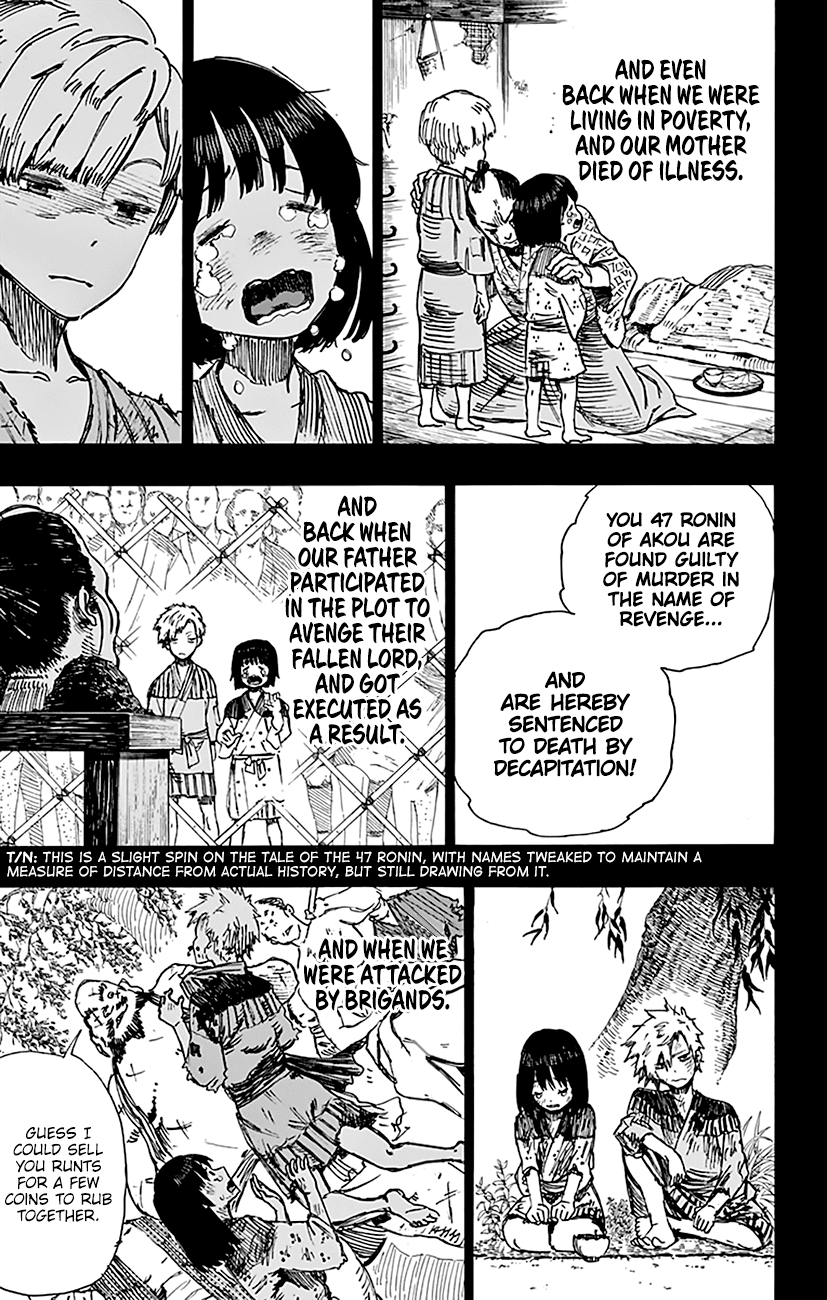 AND EVEN
BACK WHEN WE WERE
LIVING IN POVERTY,
AND OUR MOTHER
DIED OF ILLNESS.
YOU 47 RONIN
OF AKOU ARE
FOUND GUILTY
OF MURDER IN
THE NAME OF
REVENGE...
AND
ARE HEREBY
SENTENCED
TO DEATH BY
DECAPITATION!
AND
BACK WHEN
OUR FATHER
PARTICIPATED
IN THE PLOT TO
AVENGE THEIR
FALLEN LORD,
AND GOT
EXECUTED AS
A RESULT.
T/N: THIS IS A SLIGHT SPIN ON THE TALE OF THE 47 RONIN, WITH NAMES TWEAKED TO MAINTAIN A
MEASURE OF DISTANCE FROM ACTUAL HISTORY, BUT STILL DRAWING FROM IT.
AND WHEN WE
WERE ATTACKED
BY BRIGANDS.
GUESS I
COULD SELL
YOU RUNTS
FOR A FEW
COINS TO RUB
TOGETHER.